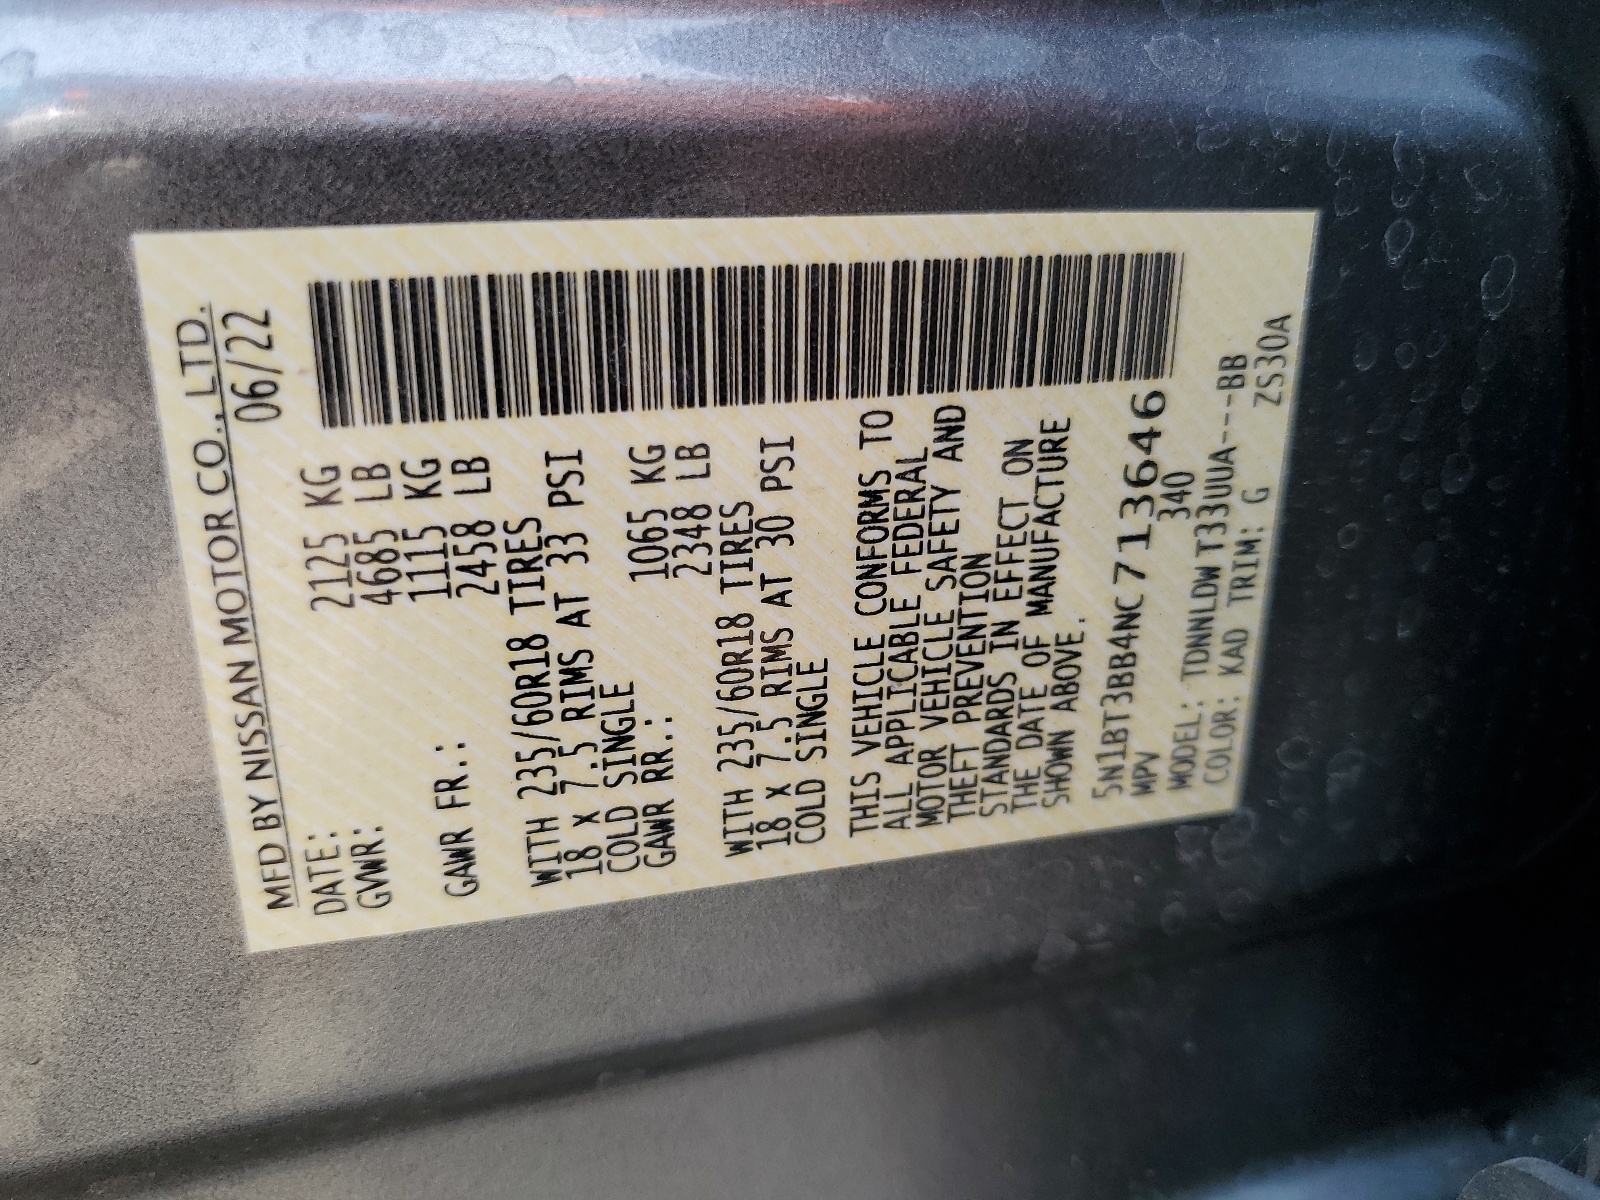 MFD BY NISSAN MOTOR CO., LTD.
DATE: 06/22
GVWR: 2125 KG
4685 LB
GAWR FR.: 1115 KG
2458 LB
WITH 235/60R18 TIRES
18 x 7.5 RIMS AT 33 PSI
COLD SINGLE
GAWR RR.: 1065 KG
2348 LB
WITH 235/60R18 TIRES
18 x 7.5 RIMS AT 30 PSI
COLD SINGLE
THIS VEHICLE CONFORMS TO
ALL APPLICABLE FEDERAL
MOTOR VEHICLE SAFETY AND
THEFT PREVENTION
STANDARDS IN EFFECT ON
THE DATE OF MANUFACTURE
SHOWN ABOVE.
5N1BT3BB4NC713646
MPV 340
MODEL: TDNNLDW T33UUA---BB
COLOR: KAD TRIM: G ZS30A